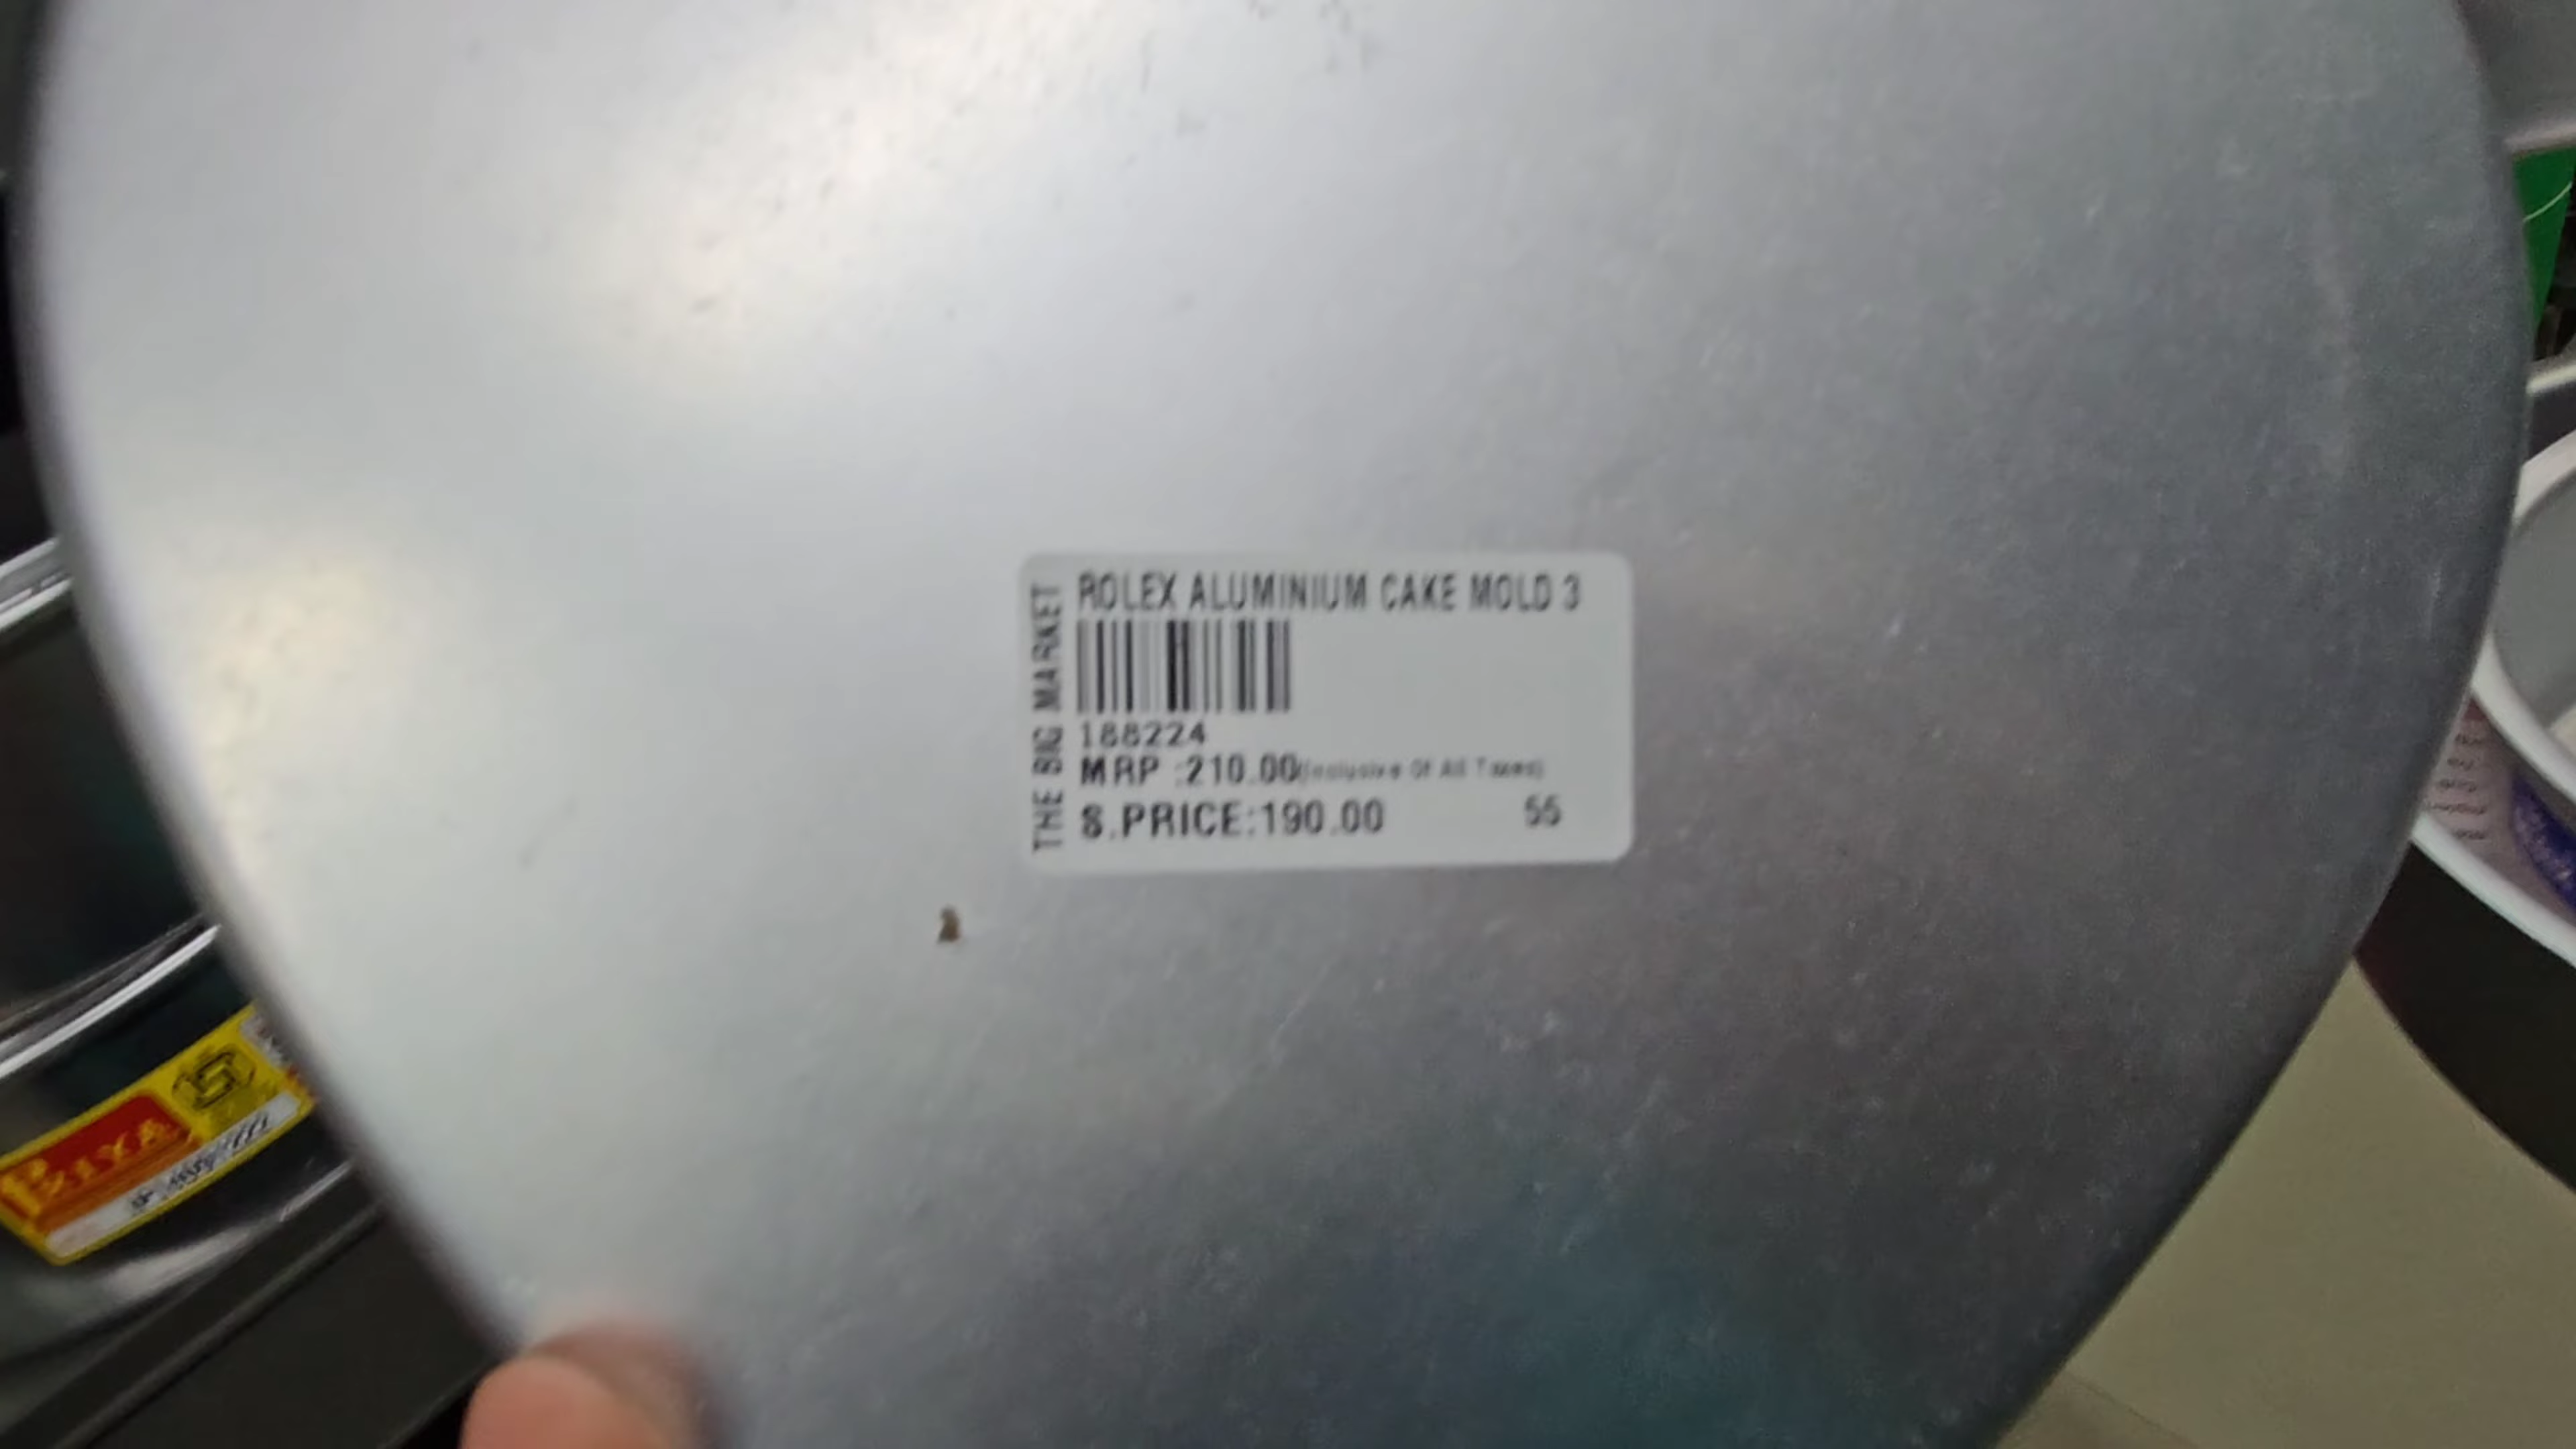 THE BIG MARKET
ROLEX ALUMINIUM CAKE MOLD 3
188224
MRP :210.00(Inclusive Of All Taxes)
S.PRICE:190.00 55